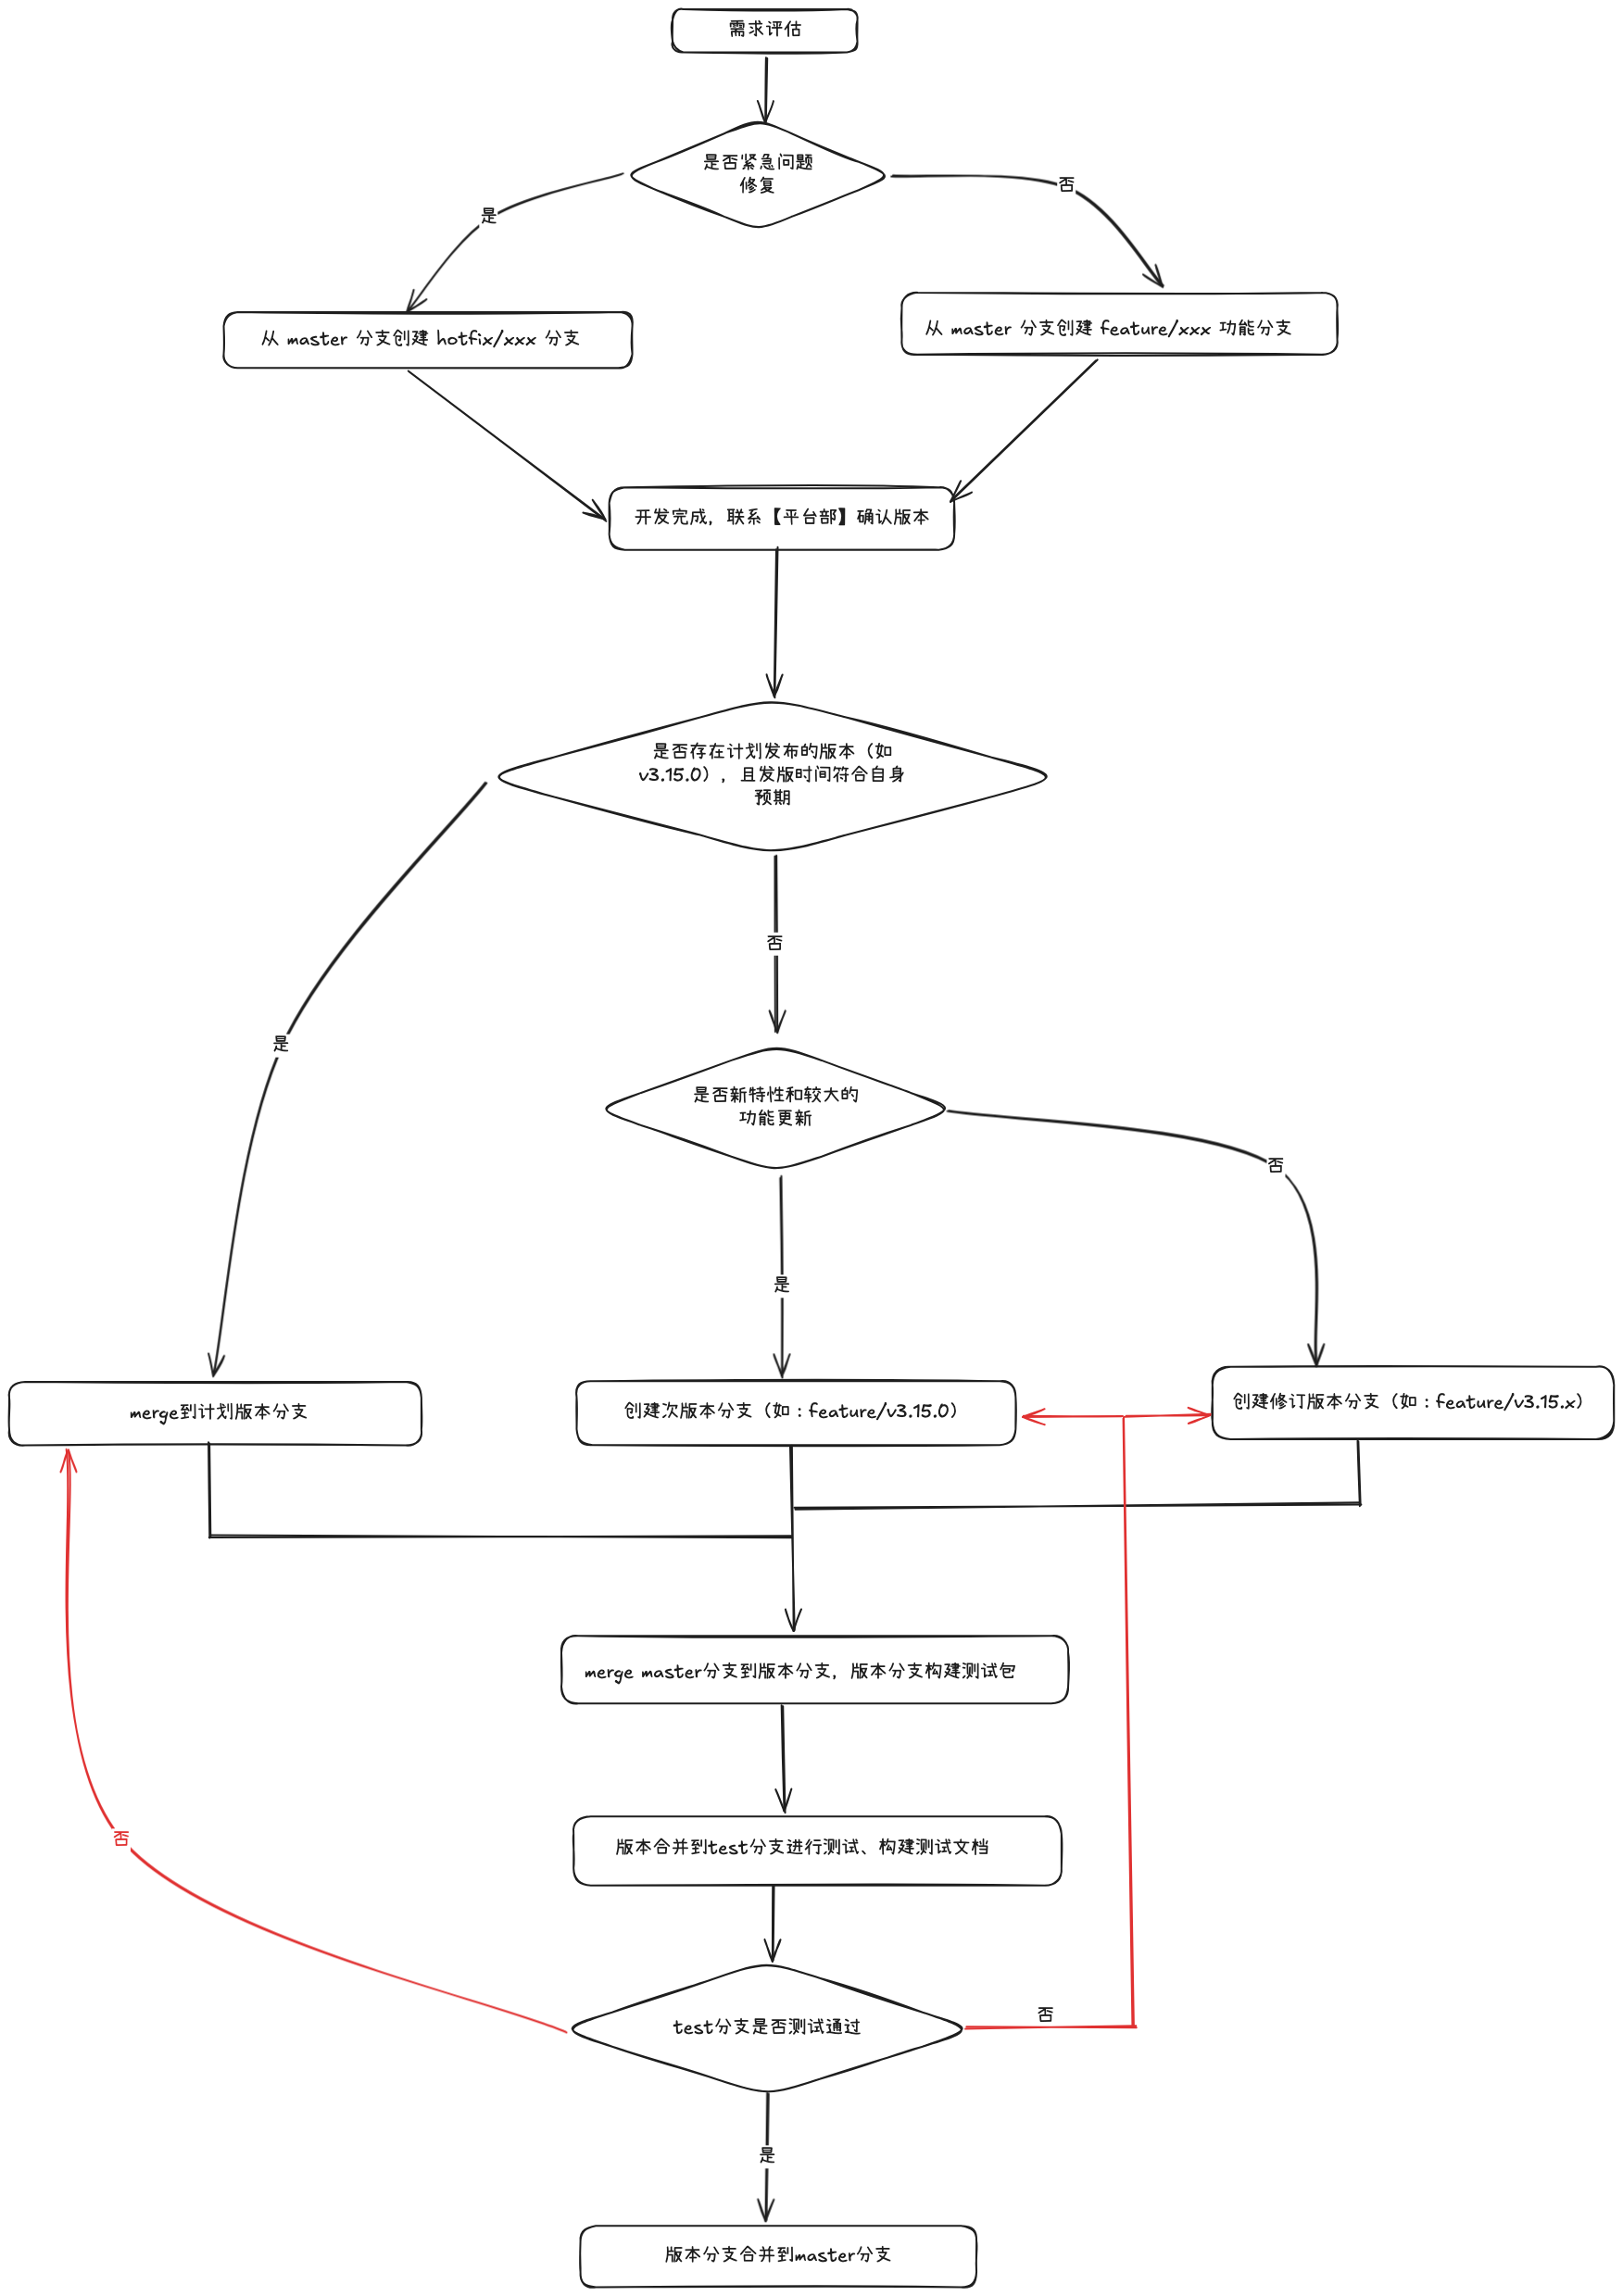 需求评估
是否紧急问题
修复
是
否
从 master 分支创建 hotfix/xxx 分支
从 master 分支创建 feature/xxx 功能分支
开发完成，联系【平台部】确认版本
是否存在计划发布的版本（如
v3.15.0），且发版时间符合自身
预期
否
是
是否新特性和较大的
功能更新
否
是
merge到计划版本分支
创建次版本分支（如：feature/v3.15.0）
创建修订版本分支（如：feature/v3.15.x）
merge master分支到版本分支，版本分支构建测试包
否
版本合并到test分支进行测试、构建测试文档
否
test分支是否测试通过
是
版本分支合并到master分支